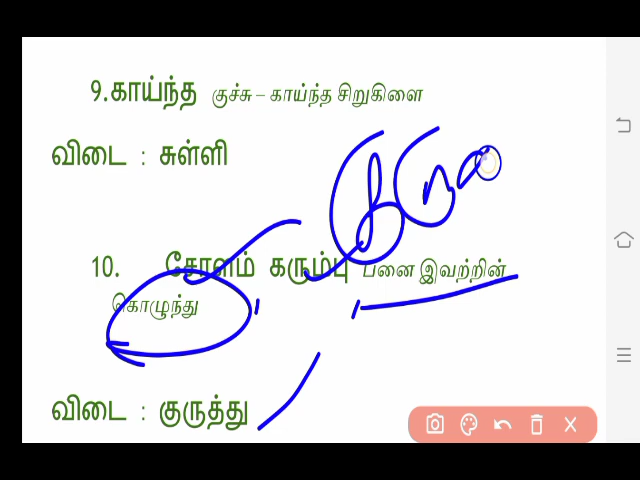 9.காய்ந்த குச்சு – காய்ந்த சிறுகிளை
விடை : சுள்ளி
10. சோளம் கரும்பு பனை இவற்றின்
கொழுந்து
விடை : குருத்து